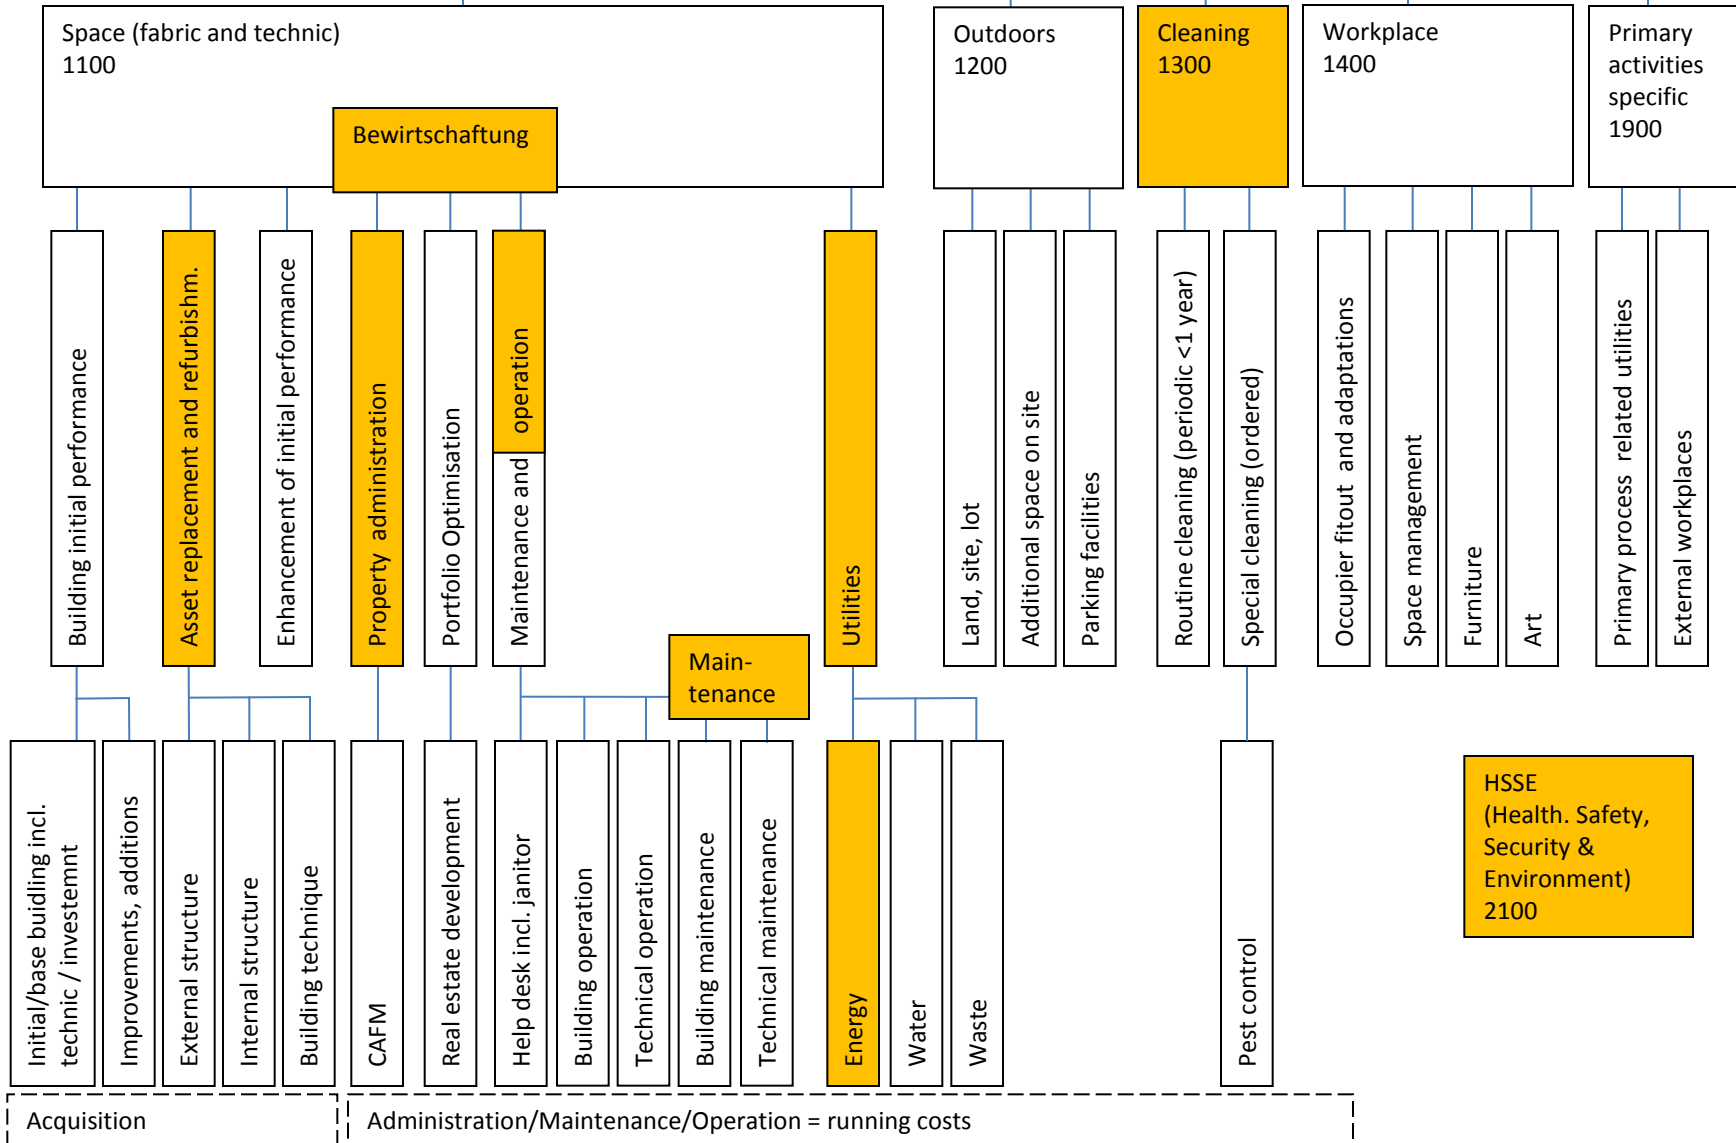 Space (fabric and technic)
1100
Bewirtschaftung
Outdoors
1200
Cleaning
1300
Workplace
1400
Primary
activities
specific
1900
Building initial performance
Asset replacement and refurbishm.
Enhancement of initial performance
Property administration
Portfolio Optimisation
Maintenance and operation
Utilities
Land, site, lot
Additional space on site
Parking facilities
Routine cleaning (periodic <1 year)
Special cleaning (ordered)
Occupier fitout and adaptations
Space management
Furniture
Art
Primary process related utilities
External workplaces
Main-
tenance
Initial/base buidling incl.
technic / investemnt
Improvements, additions
External structure
Internal structure
Building technique
CAFM
Real estate development
Help desk incl. janitor
Building operation
Technical operation
Building maintenance
Technical maintenance
Energy
Water
Waste
Pest control
HSSE
(Health. Safety,
Security &
Environment)
2100
Acquisition
Administration/Maintenance/Operation = running costs